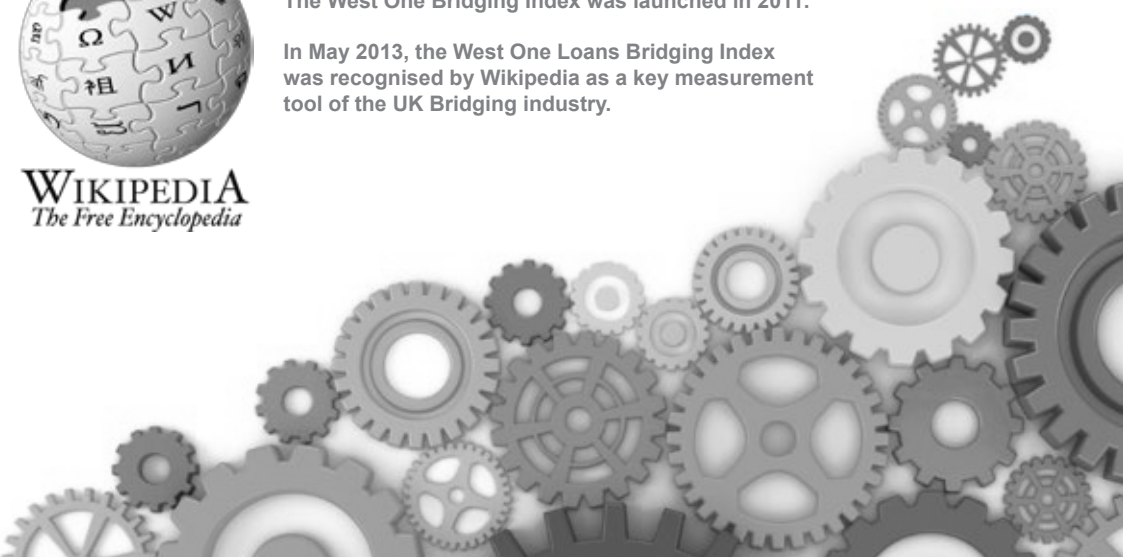 The West One Bridging Index was launched in 2011.
In May 2013, the West One Loans Bridging Index
was recognised by Wikipedia as a key measurement
tool of the UK Bridging industry.
Ω W
祖 И
WIKIPEDIA
The Free Encyclopedia